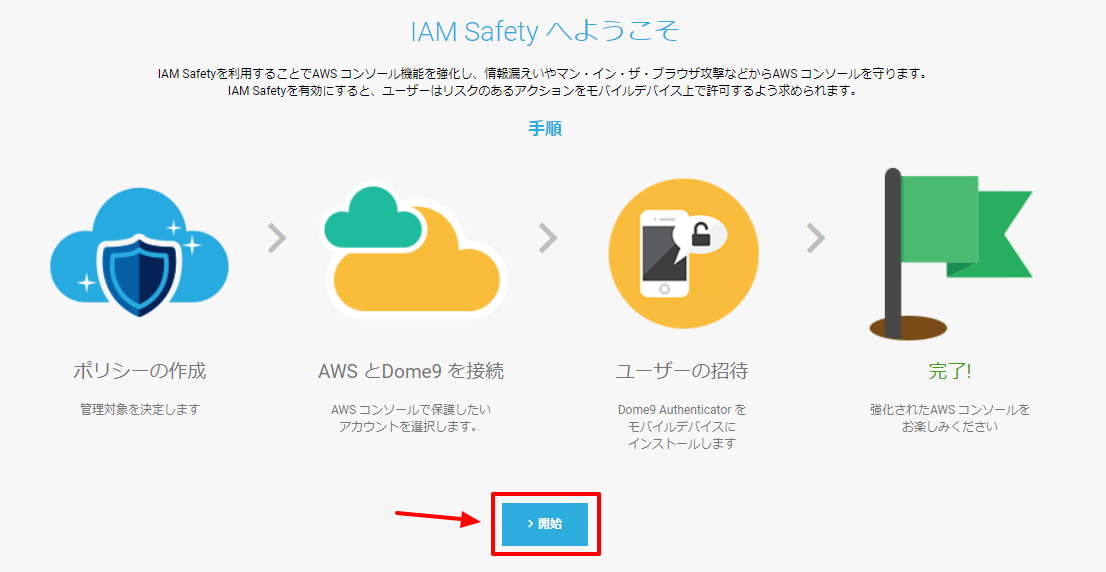 IAM Safety へようこそ
IAM Safetyを利用することでAWS コンソール機能を強化し、情報漏えいやマン・イン・ザ・ブラウザ攻撃などからAWS コンソールを守ります。
IAM Safetyを有効にすると、ユーザーはリスクのあるアクションをモバイルデバイス上で許可するよう求められます。
手順
ポリシーの作成
管理対象を決定します
AWS とDome9 を接続
AWS コンソールで保護したい
アカウントを選択します。
ユーザーの招待
Dome9 Authenticator を
モバイルデバイスに
インストールします
完了!
強化されたAWS コンソールを
お楽しみください
開始